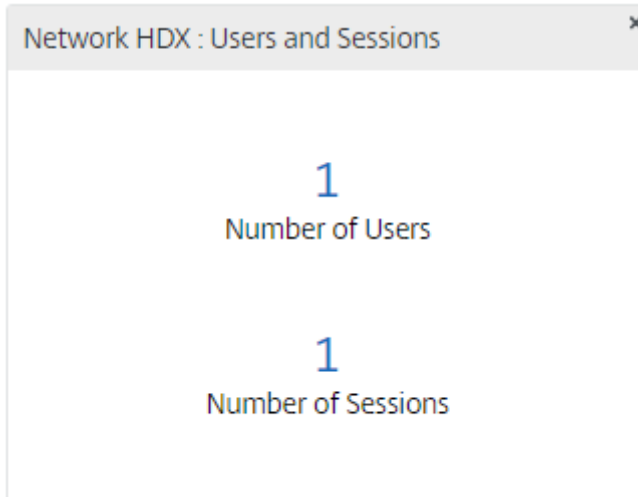 Network HDX : Users and Sessions
1
Number of Users
1
Number of Sessions